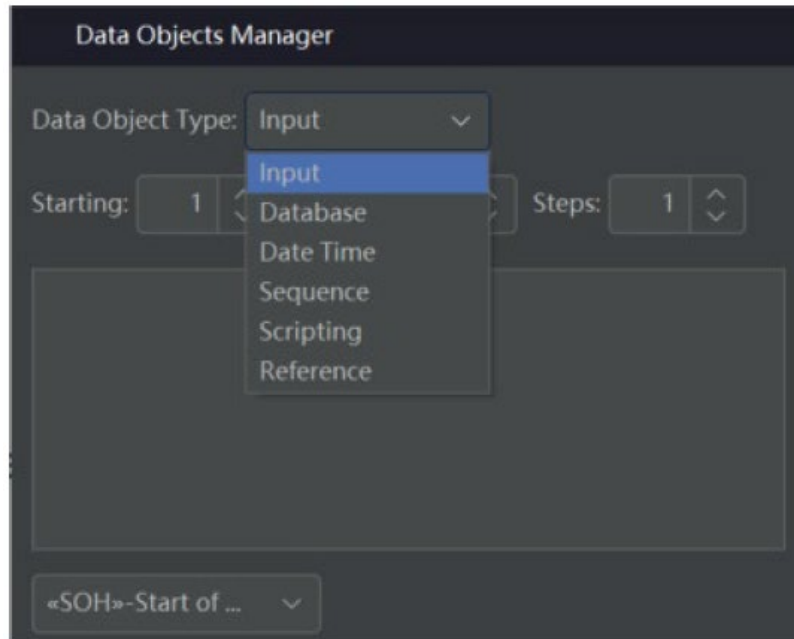 Data Objects Manager
Data Object Type: Input
Input
Starting: 1 Steps: 1
Database
Date Time
Sequence
Scripting
Reference
«SOH»-Start of ...